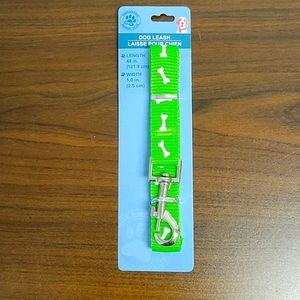 DOG LEASH
LAISSE POUR CHIEN
LENGTH
48 in.
(121.9 cm)
WIDTH
1.0 in.
(2.5 cm)